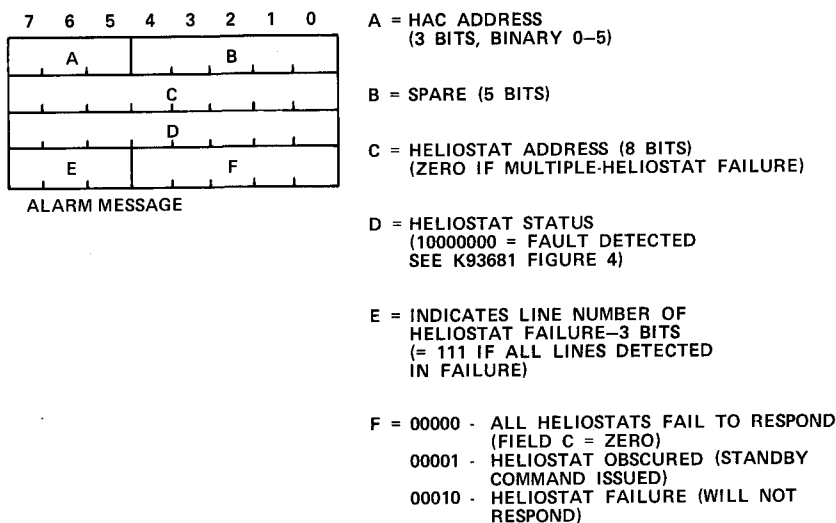 7 6 5 4 3 2 1 0
A B
C
D
E F
ALARM MESSAGE
A = HAC ADDRESS
(3 BITS, BINARY 0–5)
B = SPARE (5 BITS)
C = HELIOSTAT ADDRESS (8 BITS)
(ZERO IF MULTIPLE-HELIOSTAT FAILURE)
D = HELIOSTAT STATUS
(10000000 = FAULT DETECTED
SEE K93681 FIGURE 4)
E = INDICATES LINE NUMBER OF
HELIOSTAT FAILURE–3 BITS
(= 111 IF ALL LINES DETECTED
IN FAILURE)
F = 00000 - ALL HELIOSTATS FAIL TO RESPOND
(FIELD C = ZERO)
00001 - HELIOSTAT OBSCURED (STANDBY
COMMAND ISSUED)
00010 - HELIOSTAT FAILURE (WILL NOT
RESPOND)